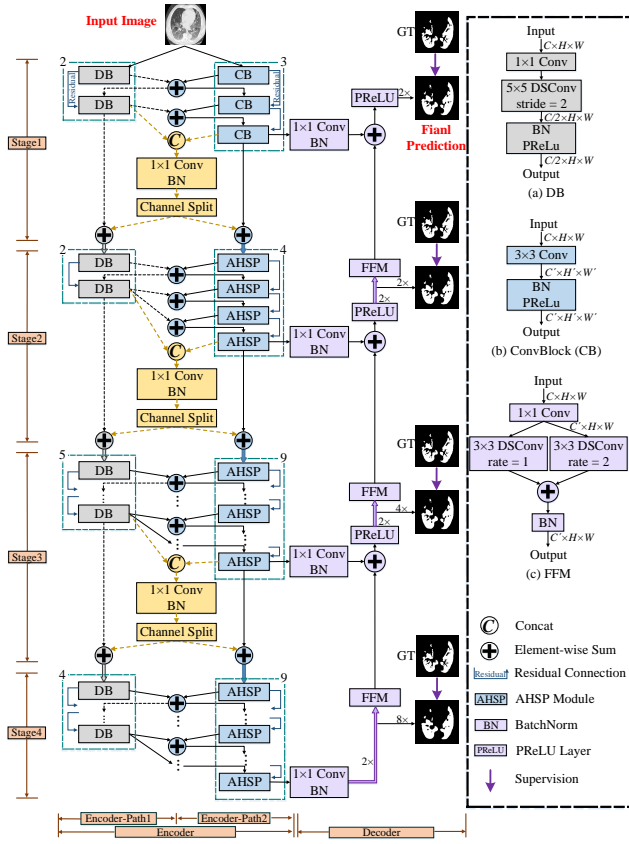 Input Image
Stage1
2
DB
DB
Residual
3
CB
CB
CB
Residual
C
1×1 Conv
BN
Channel Split
1×1 Conv
BN
PReLU
2×
GT
Fianl
Prediction
Stage2
2
DB
DB
4
AHSP
AHSP
AHSP
AHSP
C
1×1 Conv
BN
Channel Split
1×1 Conv
BN
FFM
2×
PReLU
2×
GT
Stage3
5
DB
DB
9
AHSP
AHSP
AHSP
C
1×1 Conv
BN
Channel Split
1×1 Conv
BN
FFM
2×
PReLU
4×
GT
Stage4
4
DB
DB
9
AHSP
AHSP
AHSP
1×1 Conv
BN
FFM
2×
8×
GT
Encoder-Path1
Encoder-Path2
Encoder
Decoder
Input
C×H×W
1×1 Conv
5×5 DSConv
stride = 2
C/2×H×W
BN
PReLu
C/2×H×W
Output
(a) DB
Input
C×H×W
3×3 Conv
C´×H´×W´
BN
PReLu
C´×H´×W´
Output
(b) ConvBlock (CB)
Input
C×H×W
1×1 Conv
C´×H×W
3×3 DSConv
rate = 1
3×3 DSConv
rate = 2
BN
C´×H×W
Output
(c) FFM
C
Concat
Element-wise Sum
Residual
Residual Connection
AHSP
AHSP Module
BN
BatchNorm
PReLU
PReLU Layer
Supervision